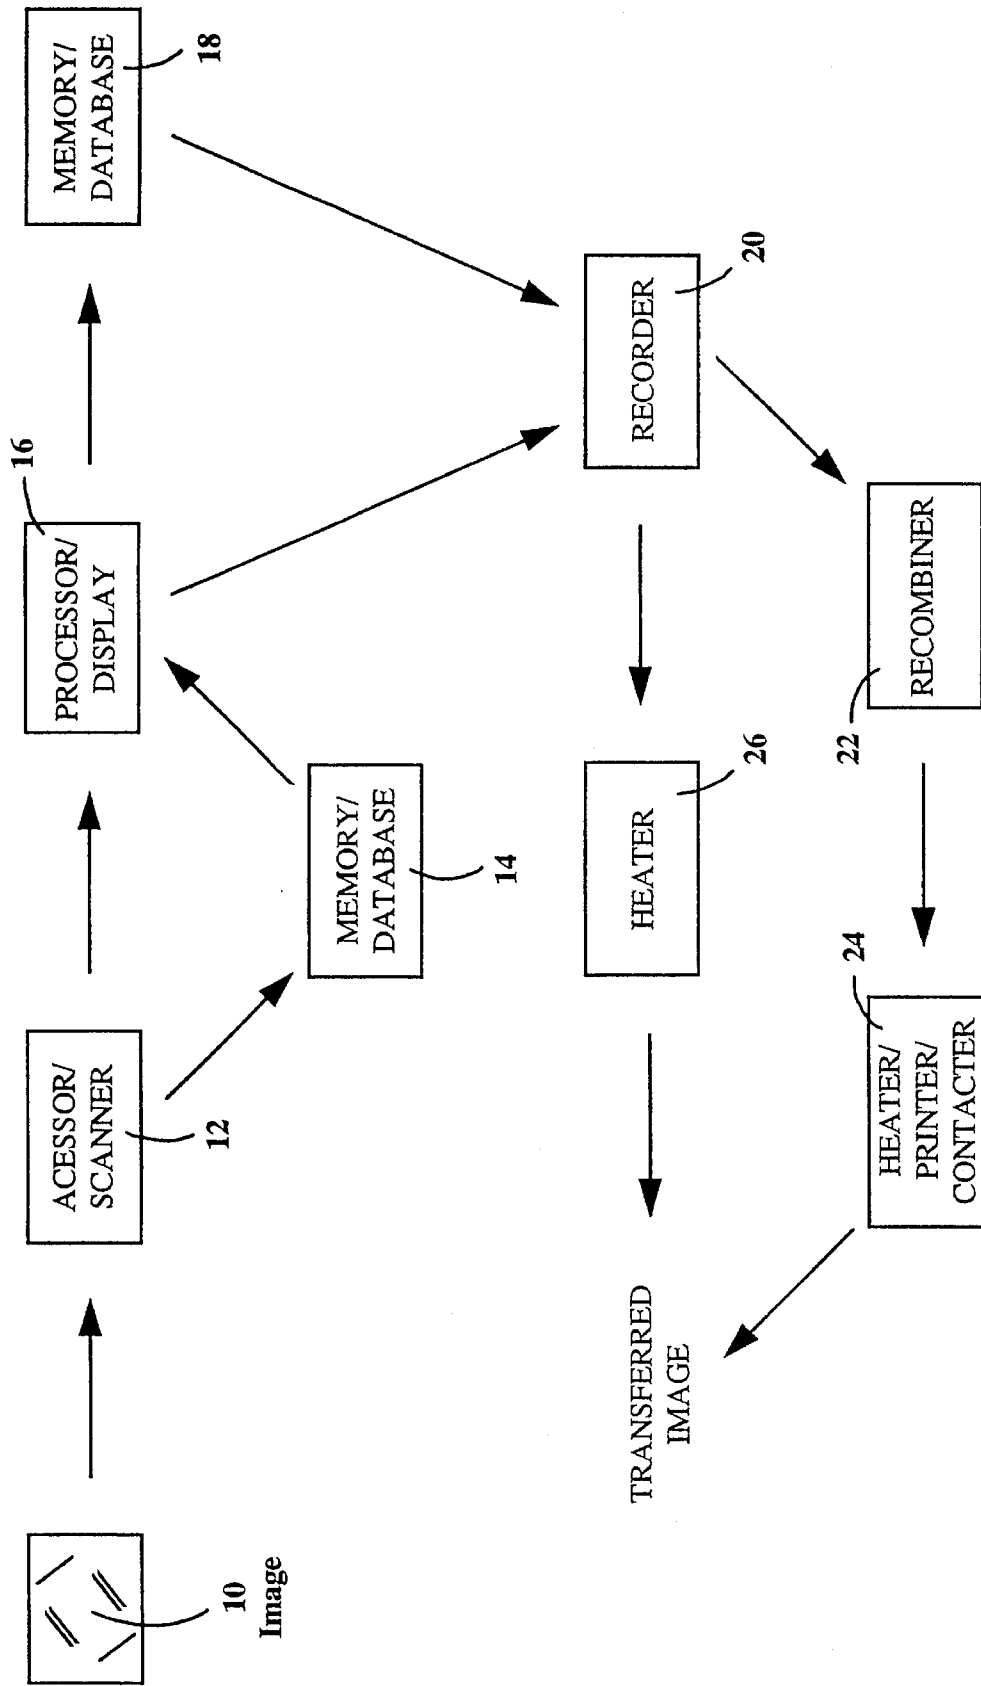 10
Image
ACESSOR/
SCANNER
12
PROCESSOR/
DISPLAY
16
MEMORY/
DATABASE
18
MEMORY/
DATABASE
14
TRANSFERRED
IMAGE
HEATER
26
RECORDER
20
HEATER/
PRINTER/
CONTACTER
24
RECOMBINER
22